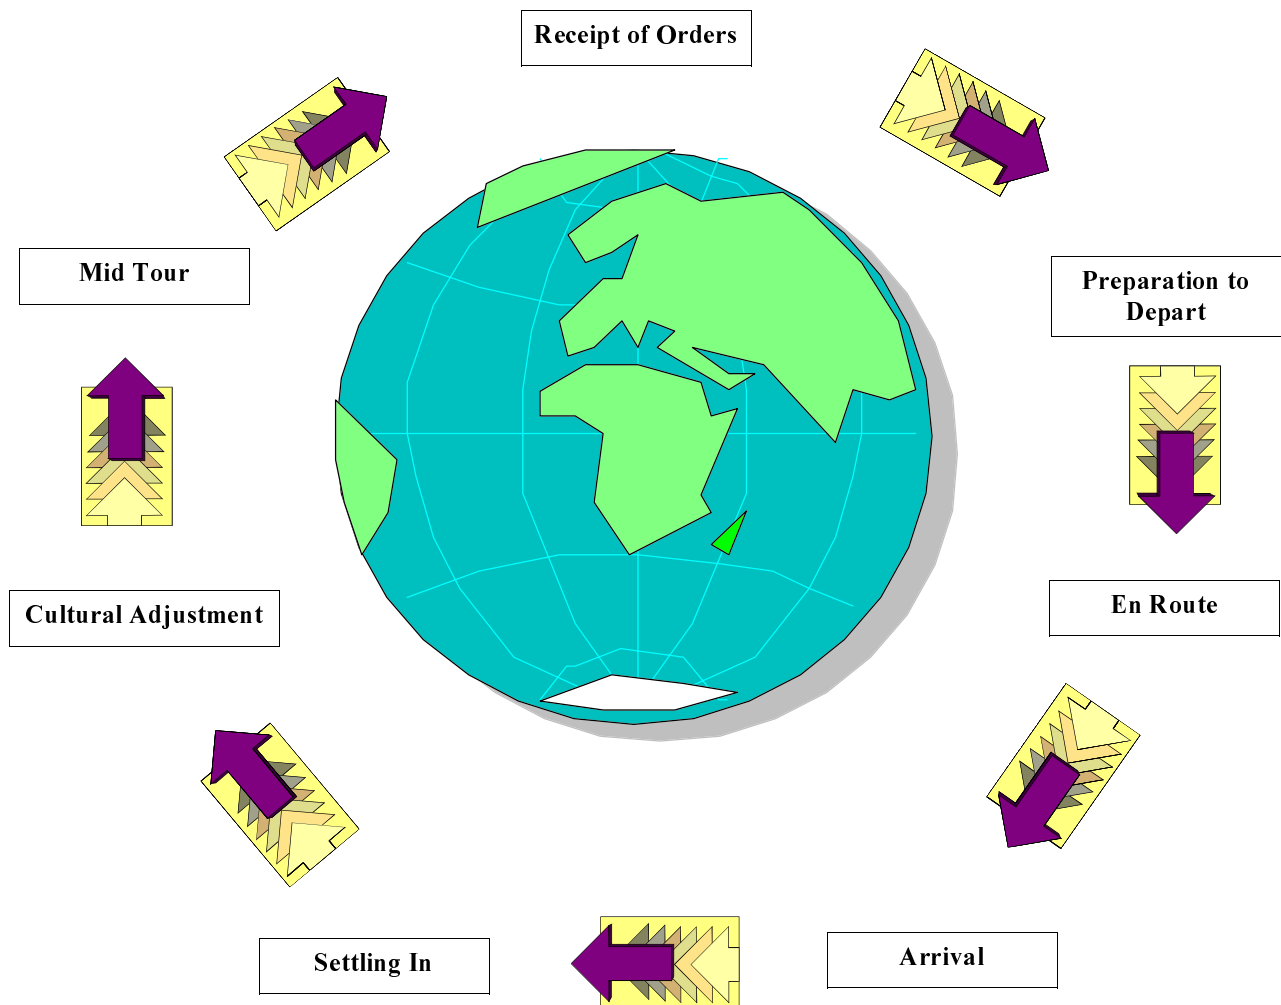 Receipt of Orders
Mid Tour
Preparation to
Depart
Cultural Adjustment
En Route
Settling In
Arrival